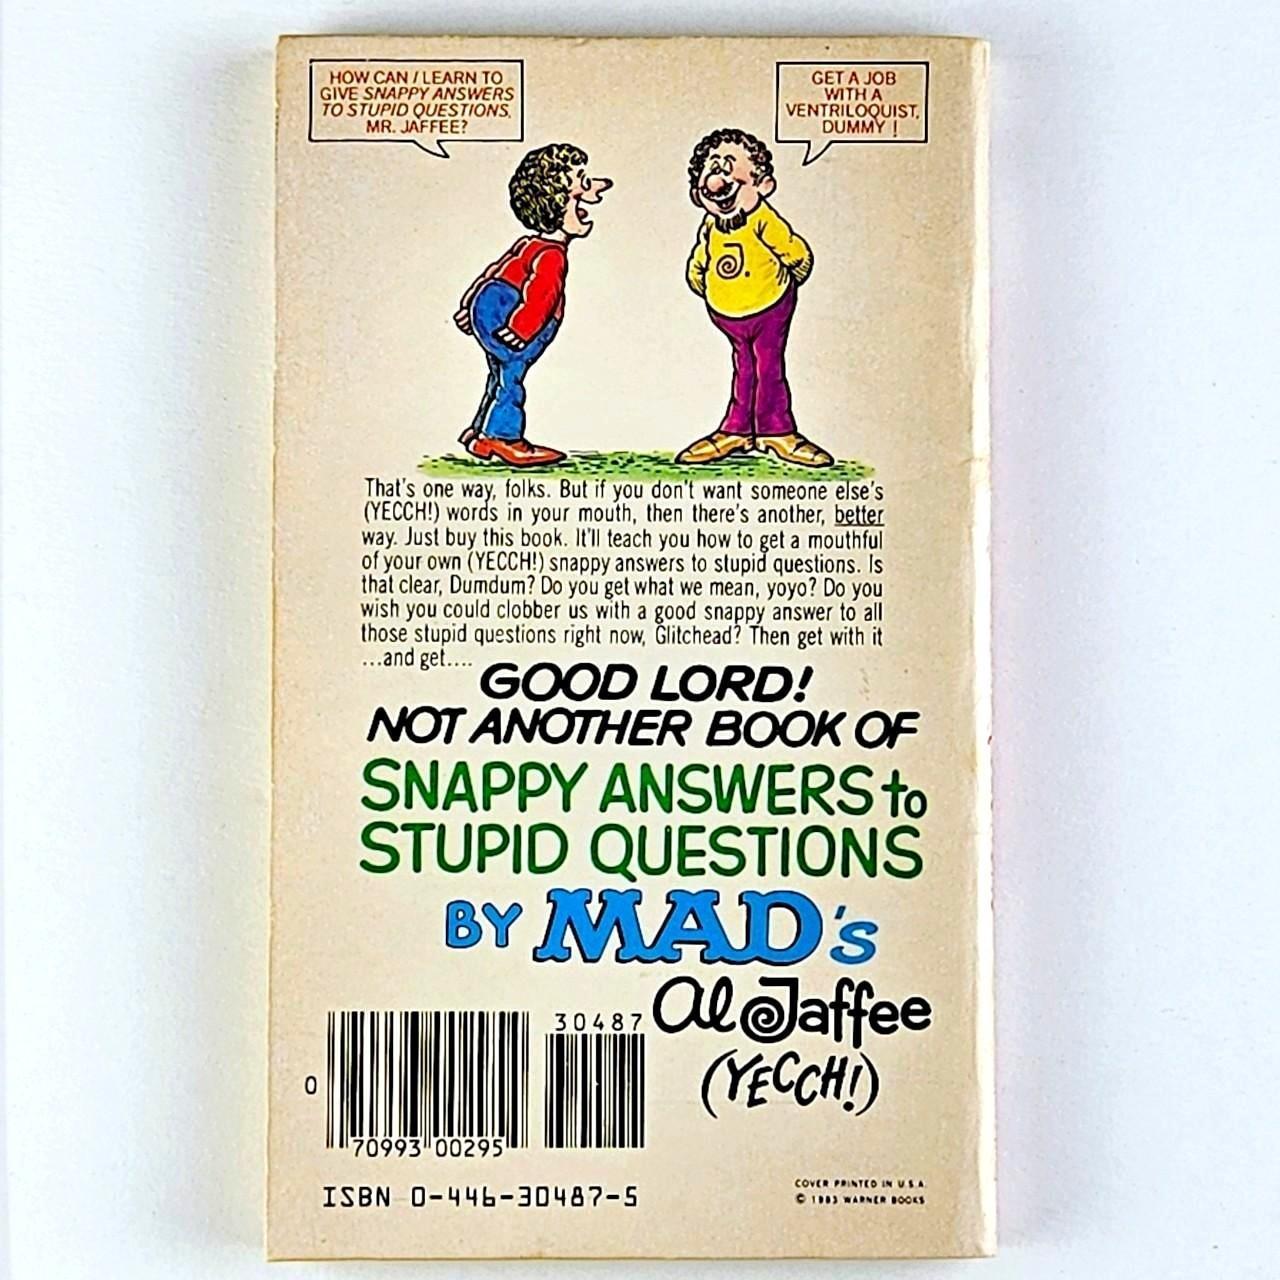 HOW CAN I LEARN TO
GIVE SNAPPY ANSWERS
TO STUPID QUESTIONS,
MR. JAFFEE?
GET A JOB
WITH A
VENTRILOQUIST,
DUMMY!
J.
That's one way, folks. But if you don't want someone else's
(YECCH!) words in your mouth, then there's another, better
way. Just buy this book. It'll teach you how to get a mouthful
of your own (YECCH!) snappy answers to stupid questions. Is
that clear, Dumdum? Do you get what we mean, yoyo? Do you
wish you could clobber us with a good snappy answer to all
those stupid questions right now, Glitchead? Then get with it
...and get....
GOOD LORD!
NOT ANOTHER BOOK OF
SNAPPY ANSWERS to
STUPID QUESTIONS
BY MAD's
Al Jaffee
(YECCH!)
30487
0
70993 00295
ISBN 0-446-30487-5
COVER PRINTED IN U.S.A.
© 1983 WARNER BOOKS